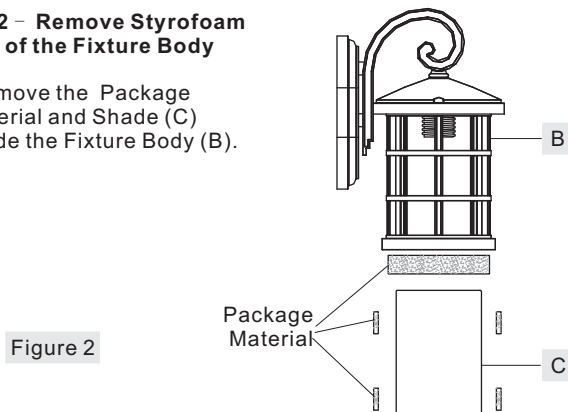 2 – Remove Styrofoam
of the Fixture Body
move the Package
erial and Shade (C)
de the Fixture Body (B).
B
Package
Material
Figure 2
C